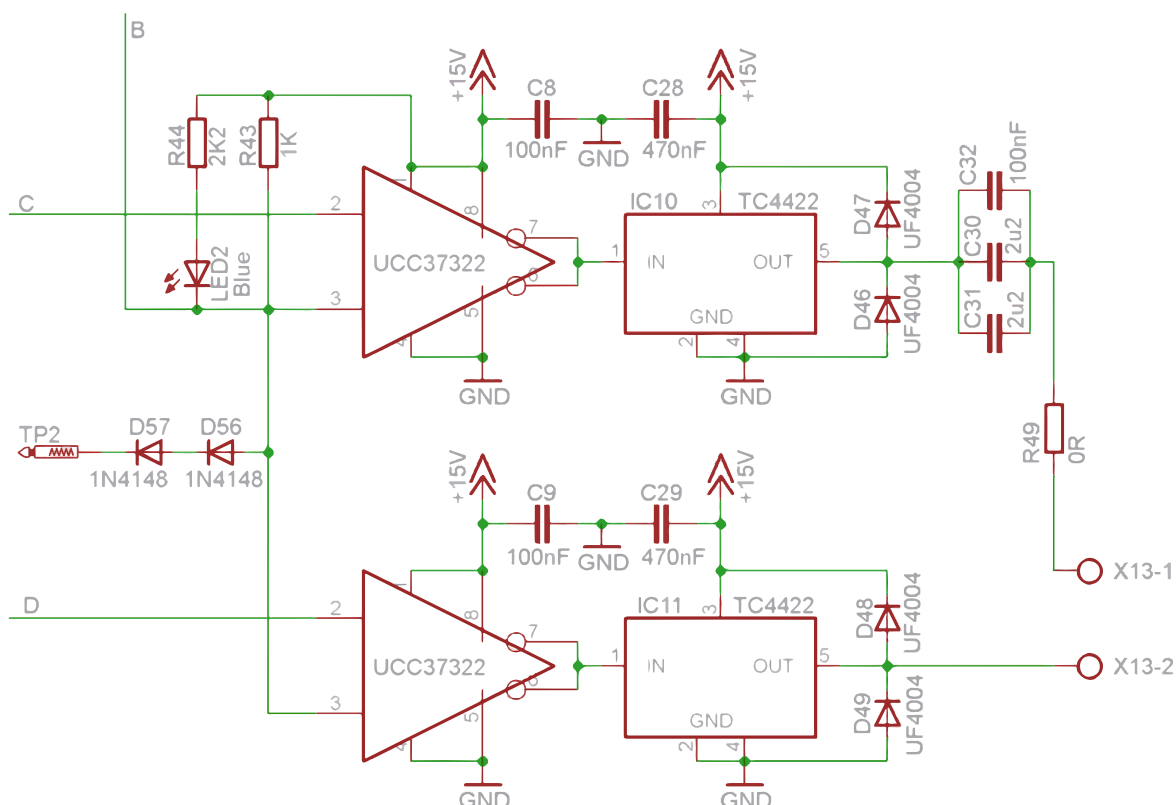 B
+15V
C8
100nF
GND
C28
470nF
+15V
R44
2K2
R43
1K
C
2
3
1
8
UCC37322
7
6
5
4
GND
LED2
Blue
IC10
TC4422
1
IN
3
OUT
5
GND
2
4
GND
D47
UF4004
D46
UF4004
C32
100nF
C30
2u2
C31
2u2
R49
0R
TP2
D57
1N4148
D56
1N4148
+15V
C9
100nF
GND
C29
470nF
+15V
D
2
3
1
8
UCC37322
7
6
5
4
GND
IC11
TC4422
1
IN
3
OUT
5
GND
2
4
GND
D48
UF4004
D49
UF4004
X13-1
X13-2